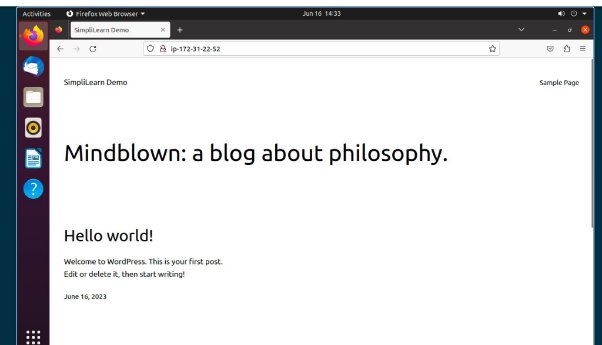 Activities
Firefox Web Browser
Jun 16 14:33
SimpliLearn Demo
ip-172-31-22-52
SimpliLearn Demo
Sample Page
Mindblown: a blog about philosophy.
Hello world!
Welcome to WordPress. This is your first post.
Edit or delete it, then start writing!
June 16, 2023